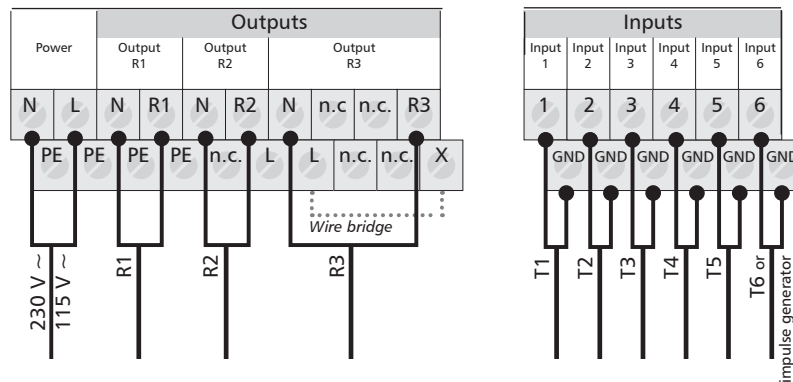 Outputs
Power
Output
R1
Output
R2
Output
R3
N L N R1 N R2 N n.c n.c. R3
PE PE PE PE n.c. L L n.c. n.c. X
Wire bridge
230 V ~
115 V ~
R1
R2
R3
Inputs
Input
1
Input
2
Input
3
Input
4
Input
5
Input
6
1 2 3 4 5 6
GND GND GND GND GND GND
T1
T2
T3
T4
T5
T6 or
impulse generator